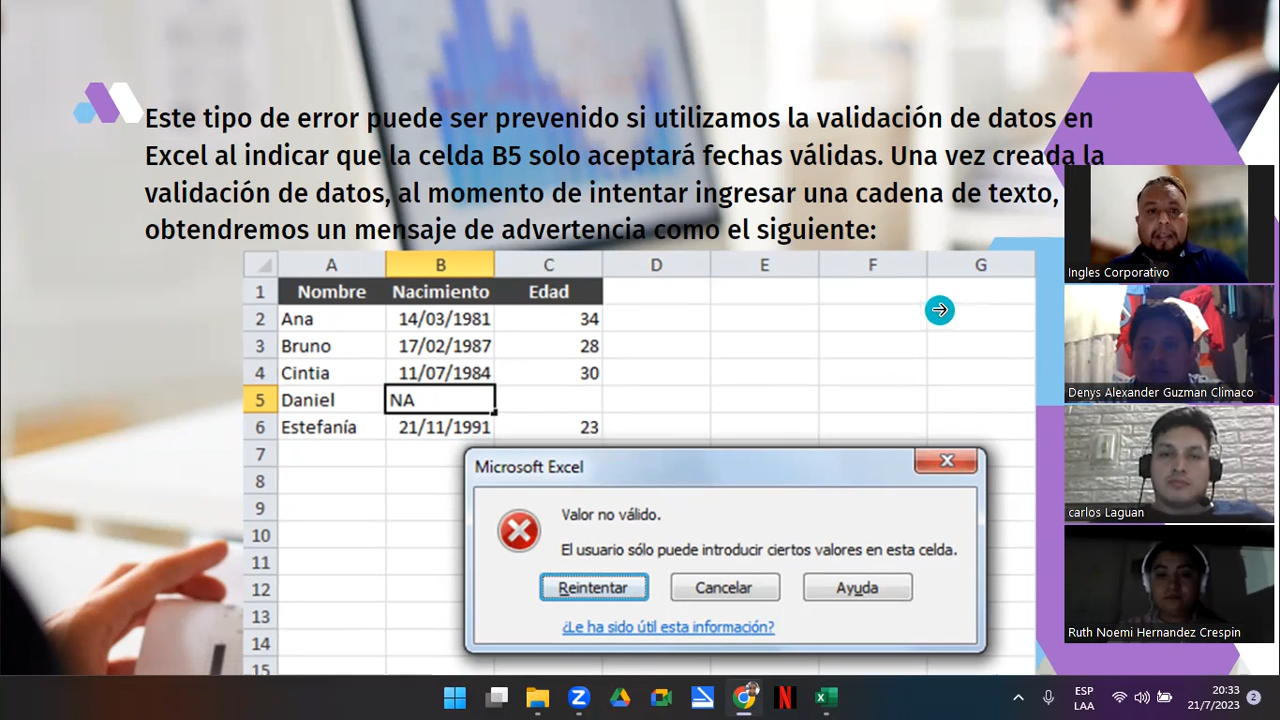 Este tipo de error puede ser prevenido si utilizamos la validación de datos en
Excel al indicar que la celda B5 solo aceptará fechas válidas. Una vez creada la
validación de datos, al momento de intentar ingresar una cadena de texto,
obtendremos un mensaje de advertencia como el siguiente:
A B C D E F G
1 Nombre Nacimiento Edad
2 Ana 14/03/1981 34
3 Bruno 17/02/1987 28
4 Cintia 11/07/1984 30
5 Daniel NA
6 Estefanía 21/11/1991 23
7
8
9
10
11
12
13
14
15
Microsoft Excel
X
Valor no válido.
El usuario sólo puede introducir ciertos valores en esta celda.
Reintentar Cancelar Ayuda
¿Le ha sido útil esta información?
Ingles Corporativo
Denys Alexander Guzman Climaco
carlos Laguan
Ruth Noemi Hernandez Crespin
ESP
LAA
20:33
21/7/2023
2